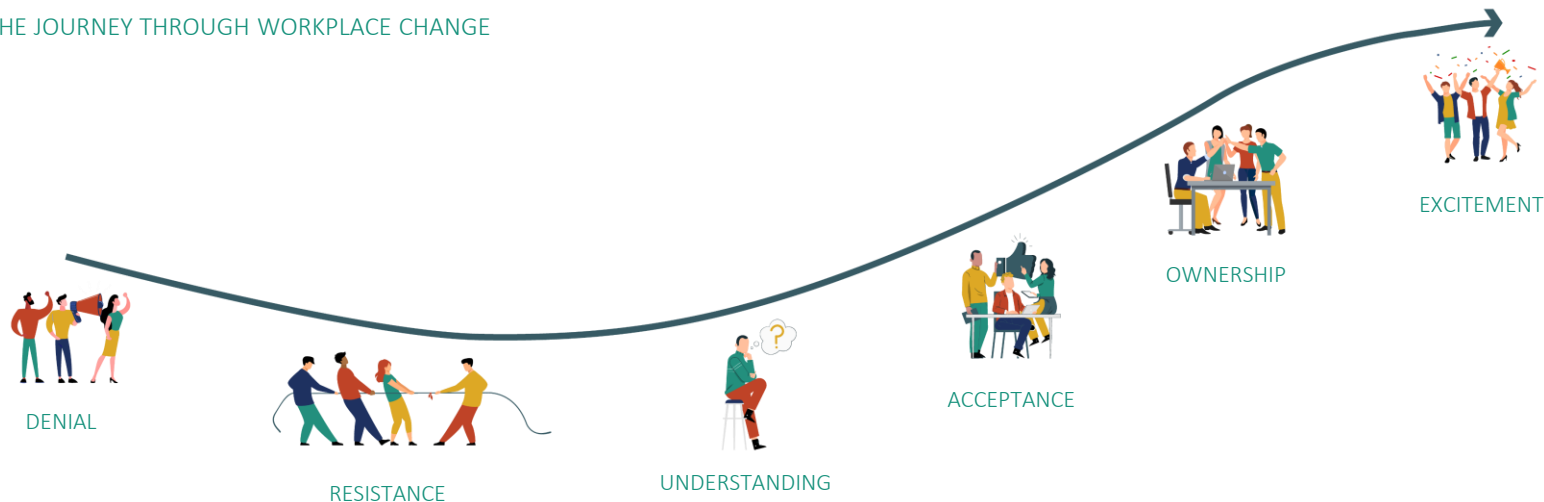 HE JOURNEY THROUGH WORKPLACE CHANGE
DENIAL
RESISTANCE
?
UNDERSTANDING
ACCEPTANCE
OWNERSHIP
EXCITEMENT